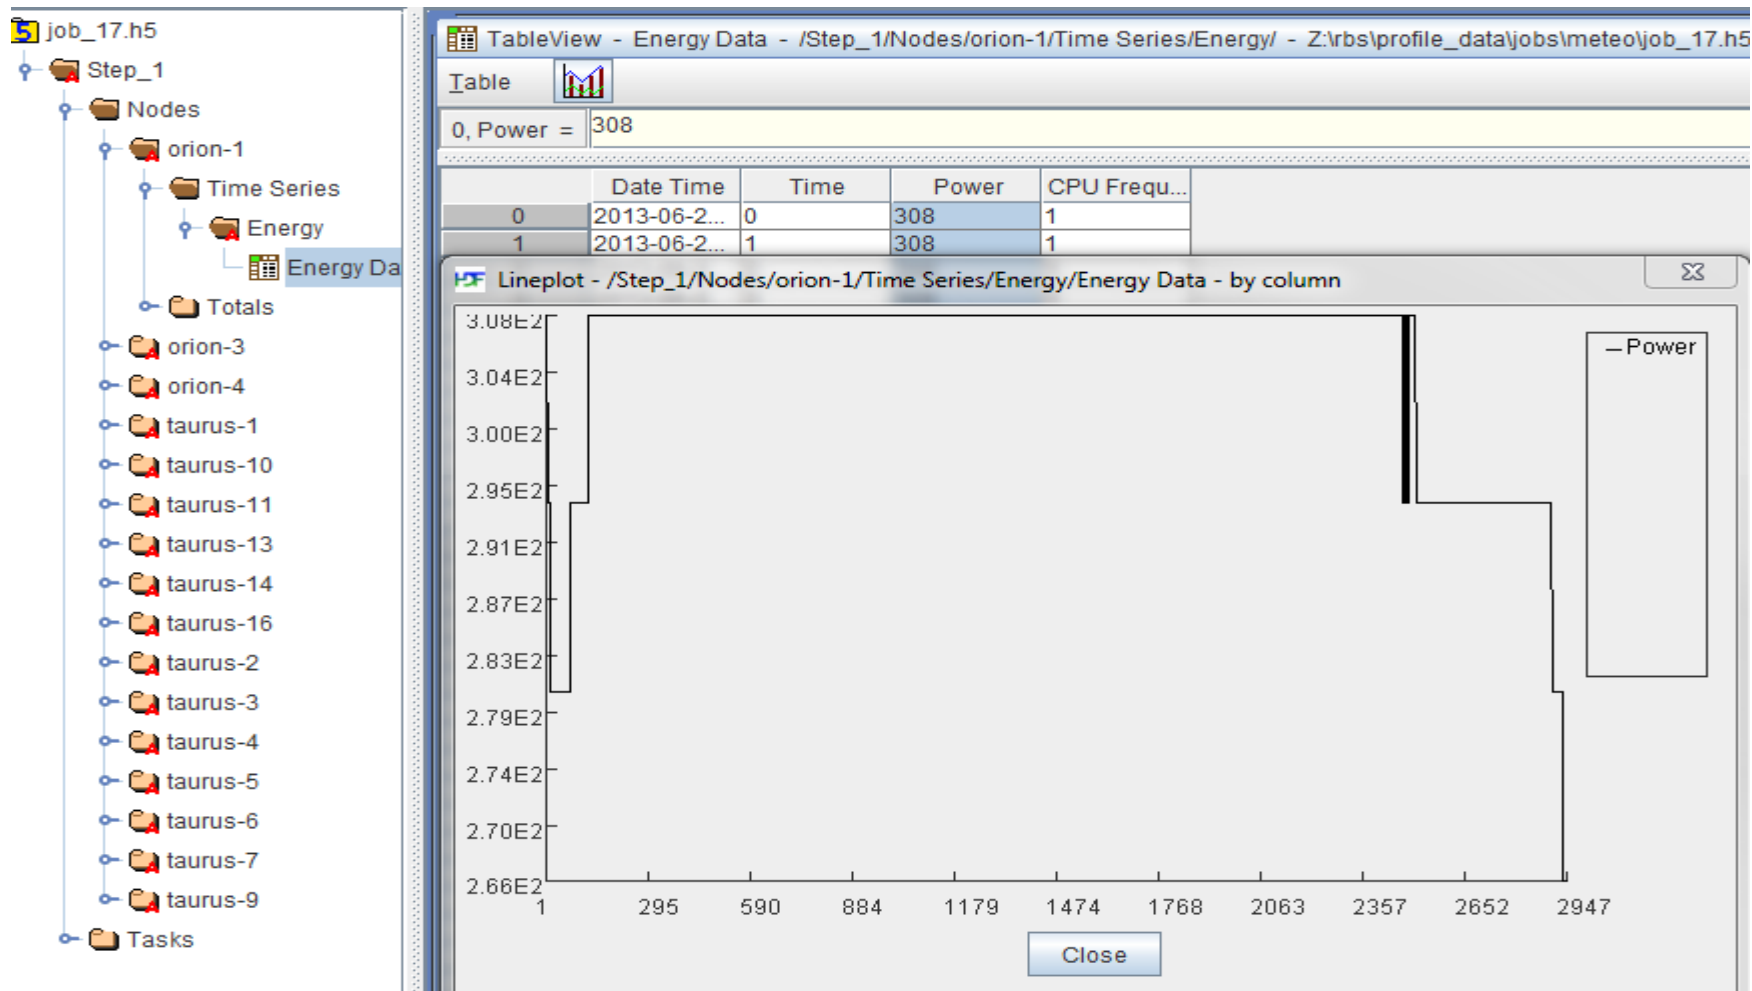 job_17.h5
Step_1
Nodes
orion-1
Time Series
Energy
Energy Da
Totals
orion-3
orion-4
taurus-1
taurus-10
taurus-11
taurus-13
taurus-14
taurus-16
taurus-2
taurus-3
taurus-4
taurus-5
taurus-6
taurus-7
taurus-9
Tasks
TableView - Energy Data - /Step_1/Nodes/orion-1/Time Series/Energy/ - Z:\rbs\profile_data\jobs\meteo\job_17.h5
Table
0, Power = 308
Date Time Time Power CPU Frequ...
0 2013-06-2... 0 308 1
1 2013-06-2... 1 308 1
HDF Lineplot - /Step_1/Nodes/orion-1/Time Series/Energy/Energy Data - by column
3.08E2
3.04E2
3.00E2
2.95E2
2.91E2
2.87E2
2.83E2
2.79E2
2.74E2
2.70E2
2.66E2
1 295 590 884 1179 1474 1768 2063 2357 2652 2947
Power
Close